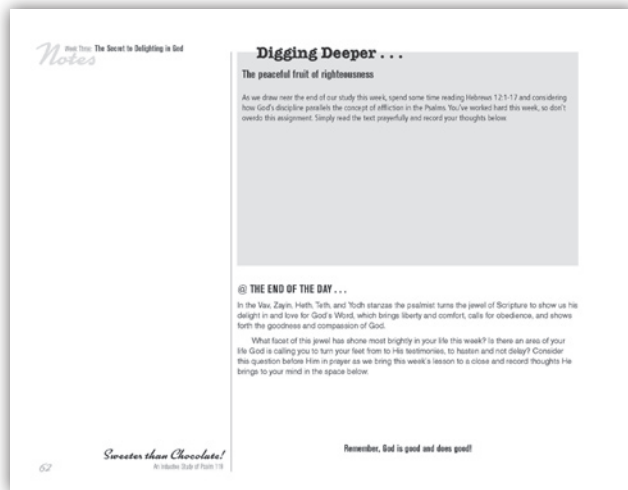 Notes
Week Three: The Secret to Delighting in God
Digging Deeper . . .
The peaceful fruit of righteousness
As we draw near the end of our study this week, spend some time reading Hebrews 12:1-17 and considering
how God's discipline parallels the concept of affliction in the Psalms. You've worked hard this week, so don't
overdo this assignment. Simply read the text prayerfully and record your thoughts below.
@ THE END OF THE DAY . . .
In the Vav, Zayin, Heth, Teth, and Yodh stanzas the psalmist turns the jewel of Scripture to show us his
delight in and love for God's Word, which brings liberty and comfort, calls for obedience, and shows
forth the goodness and compassion of God.
What facet of this jewel has shone most brightly in your life this week? Is there an area of your
life God is calling you to turn your feet from to His testimonies, to hasten and not delay? Consider
this question before Him in prayer as we bring this week's lesson to a close and record thoughts He
brings to your mind in the space below.
Remember, God is good and does good!
Sweeter than Chocolate!
An Inductive Study of Psalm 119
62